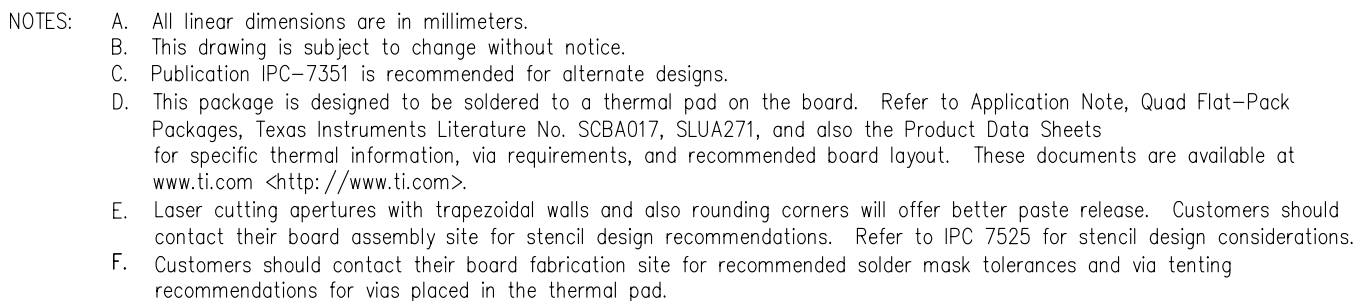 NOTES: A. All linear dimensions are in millimeters.
B. This drawing is subject to change without notice.
C. Publication IPC-7351 is recommended for alternate designs.
D. This package is designed to be soldered to a thermal pad on the board. Refer to Application Note, Quad Flat-Pack
Packages, Texas Instruments Literature No. SCBA017, SLUA271, and also the Product Data Sheets
for specific thermal information, via requirements, and recommended board layout. These documents are available at
www.ti.com <http://www.ti.com>.
E. Laser cutting apertures with trapezoidal walls and also rounding corners will offer better paste release. Customers should
contact their board assembly site for stencil design recommendations. Refer to IPC 7525 for stencil design considerations.
F. Customers should contact their board fabrication site for recommended solder mask tolerances and via tenting
recommendations for vias placed in the thermal pad.